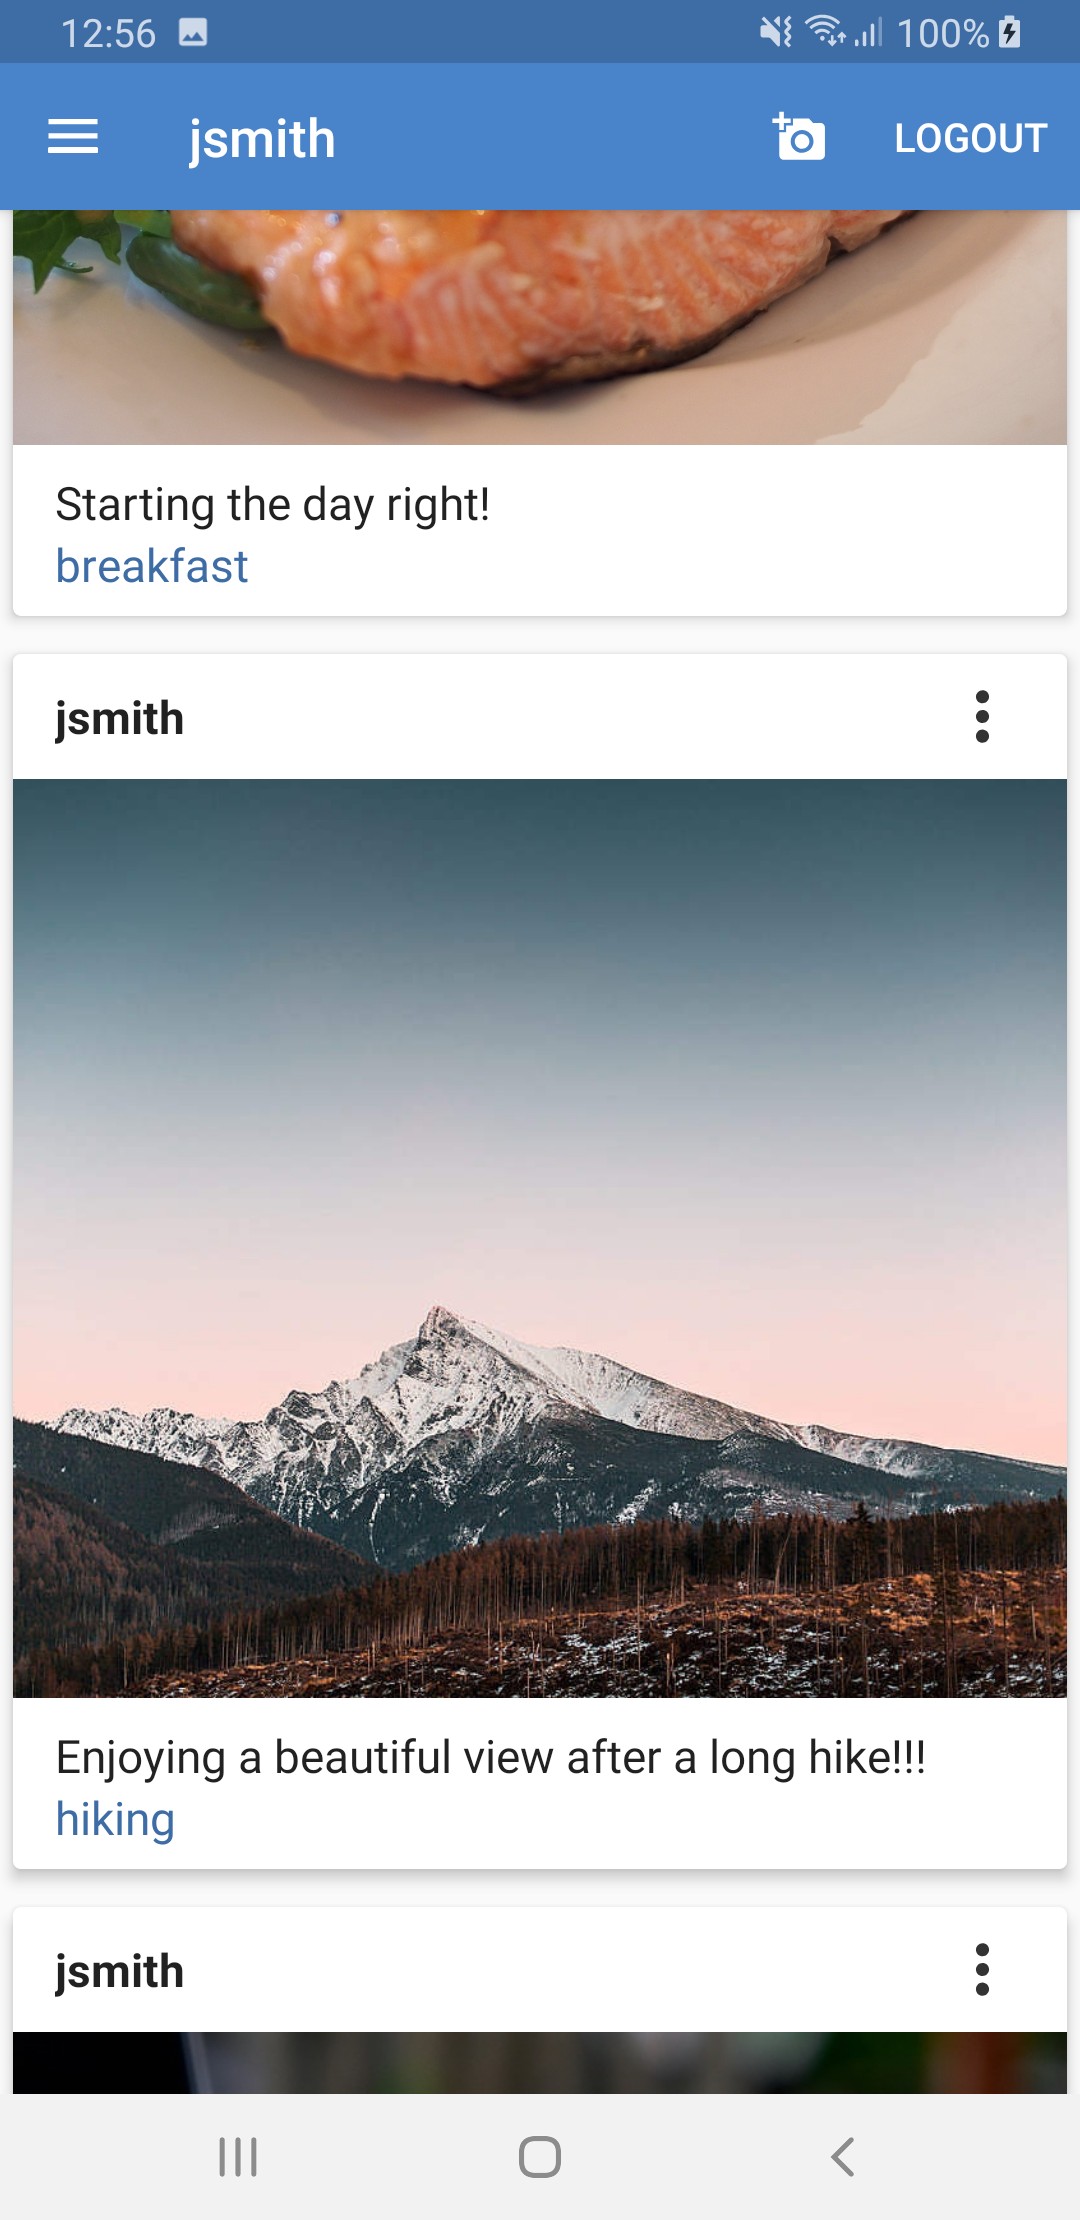 12:56 100%
jsmith LOGOUT
Starting the day right!
breakfast
jsmith
Enjoying a beautiful view after a long hike!!!
hiking
jsmith